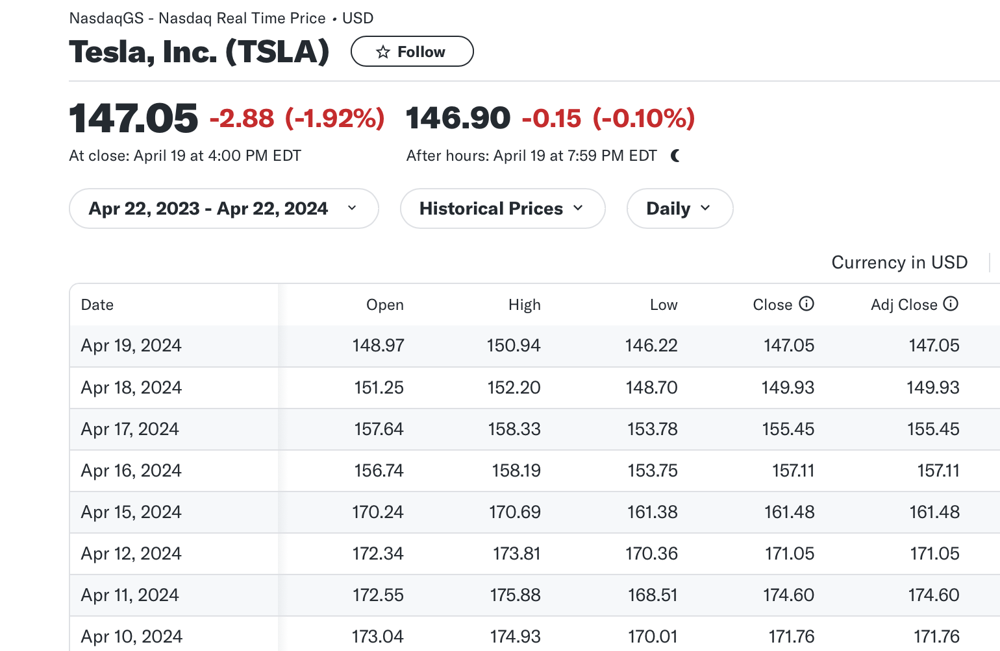 NasdaqGS - Nasdaq Real Time Price • USD
Tesla, Inc. (TSLA) Follow
147.05 -2.88 (-1.92%) 146.90 -0.15 (-0.10%)
At close: April 19 at 4:00 PM EDT After hours: April 19 at 7:59 PM EDT
Apr 22, 2023 - Apr 22, 2024 Historical Prices Daily
Currency in USD
Date Open High Low Close Adj Close
Apr 19, 2024 148.97 150.94 146.22 147.05 147.05
Apr 18, 2024 151.25 152.20 148.70 149.93 149.93
Apr 17, 2024 157.64 158.33 153.78 155.45 155.45
Apr 16, 2024 156.74 158.19 153.75 157.11 157.11
Apr 15, 2024 170.24 170.69 161.38 161.48 161.48
Apr 12, 2024 172.34 173.81 170.36 171.05 171.05
Apr 11, 2024 172.55 175.88 168.51 174.60 174.60
Apr 10, 2024 173.04 174.93 170.01 171.76 171.76